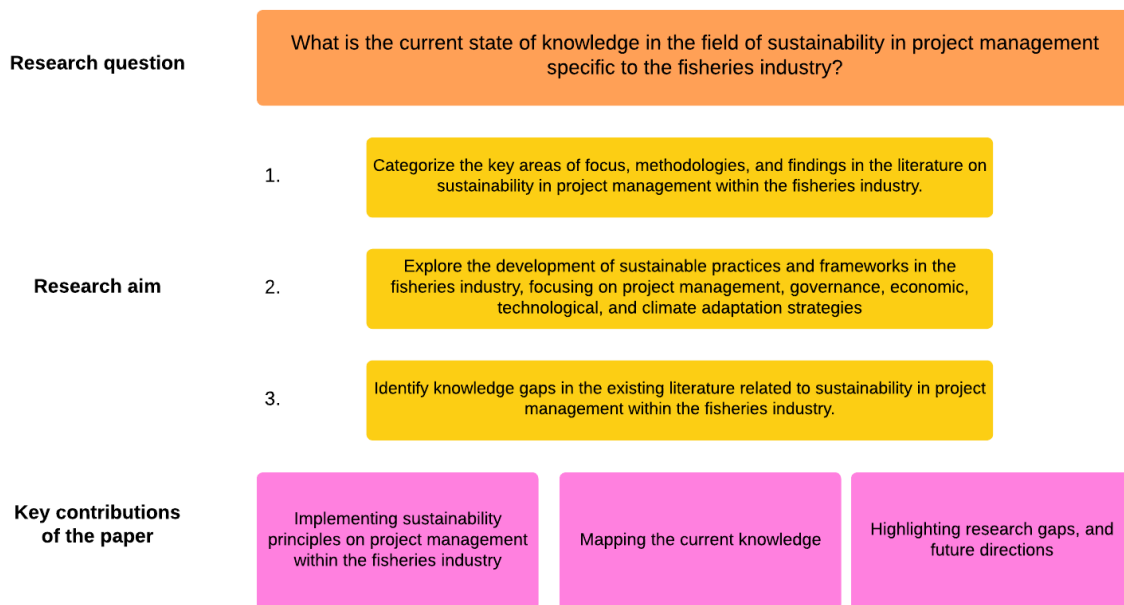 Research question
What is the current state of knowledge in the field of sustainability in project management
specific to the fisheries industry?
1.
Categorize the key areas of focus, methodologies, and findings in the literature on
sustainability in project management within the fisheries industry.
Research aim
2.
Explore the development of sustainable practices and frameworks in the
fisheries industry, focusing on project management, governance, economic,
technological, and climate adaptation strategies
3.
Identify knowledge gaps in the existing literature related to sustainability in project
management within the fisheries industry.
Key contributions
of the paper
Implementing sustainability
principles on project management
within the fisheries industry
Mapping the current knowledge
Highlighting research gaps, and
future directions